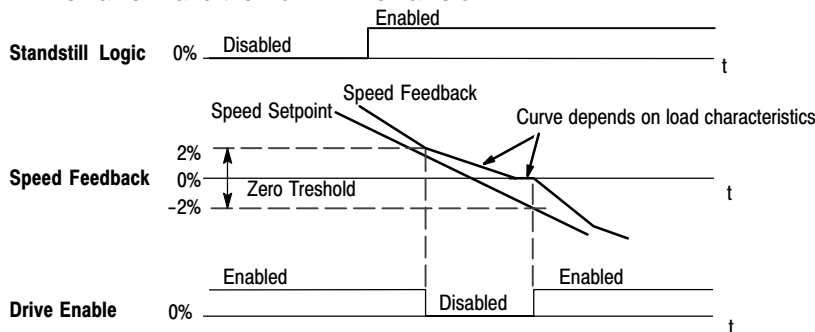 Enabled
Standstill Logic 0% Disabled
t
Speed Feedback
Speed Setpoint
Curve depends on load characteristics
2%
Speed Feedback 0% Zero Treshold
t
-2%
Enabled Enabled
Drive Enable 0% Disabled
t